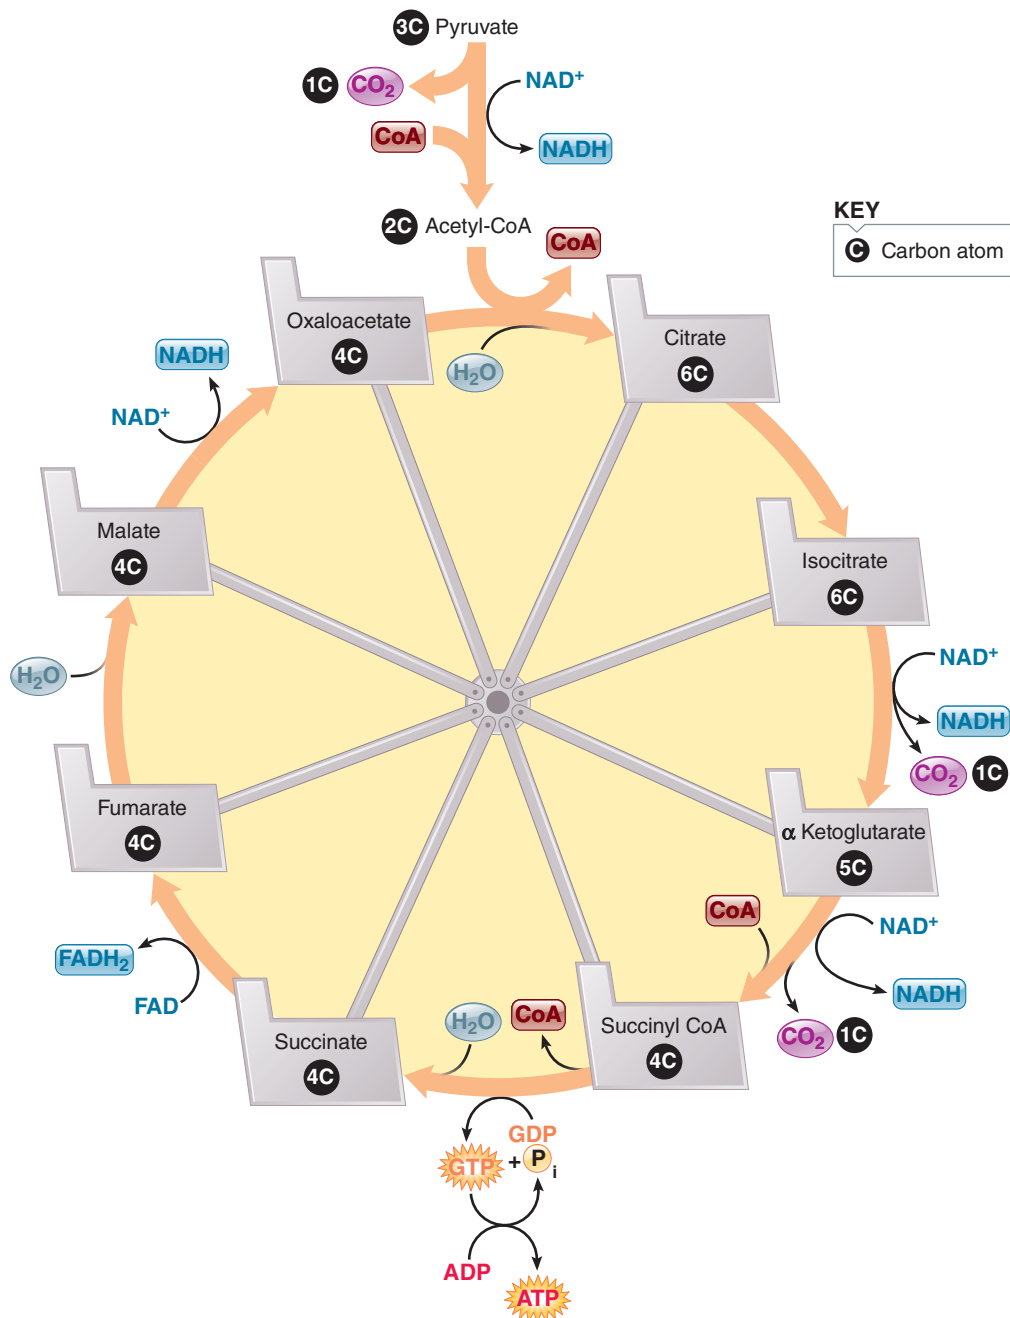 3C Pyruvate
1C CO2
NAD+
CoA
NADH
2C Acetyl-CoA
CoA
KEY
C Carbon atom
Oxaloacetate
4C
H2O
Citrate
6C
NADH
NAD+
Malate
4C
Isocitrate
6C
H2O
NAD+
NADH
CO2 1C
Fumarate
4C
α Ketoglutarate
5C
CoA
NAD+
NADH
CO2 1C
FADH2
FAD
Succinate
4C
H2O
CoA
Succinyl CoA
4C
GDP
GTP + Pi
ADP
ATP